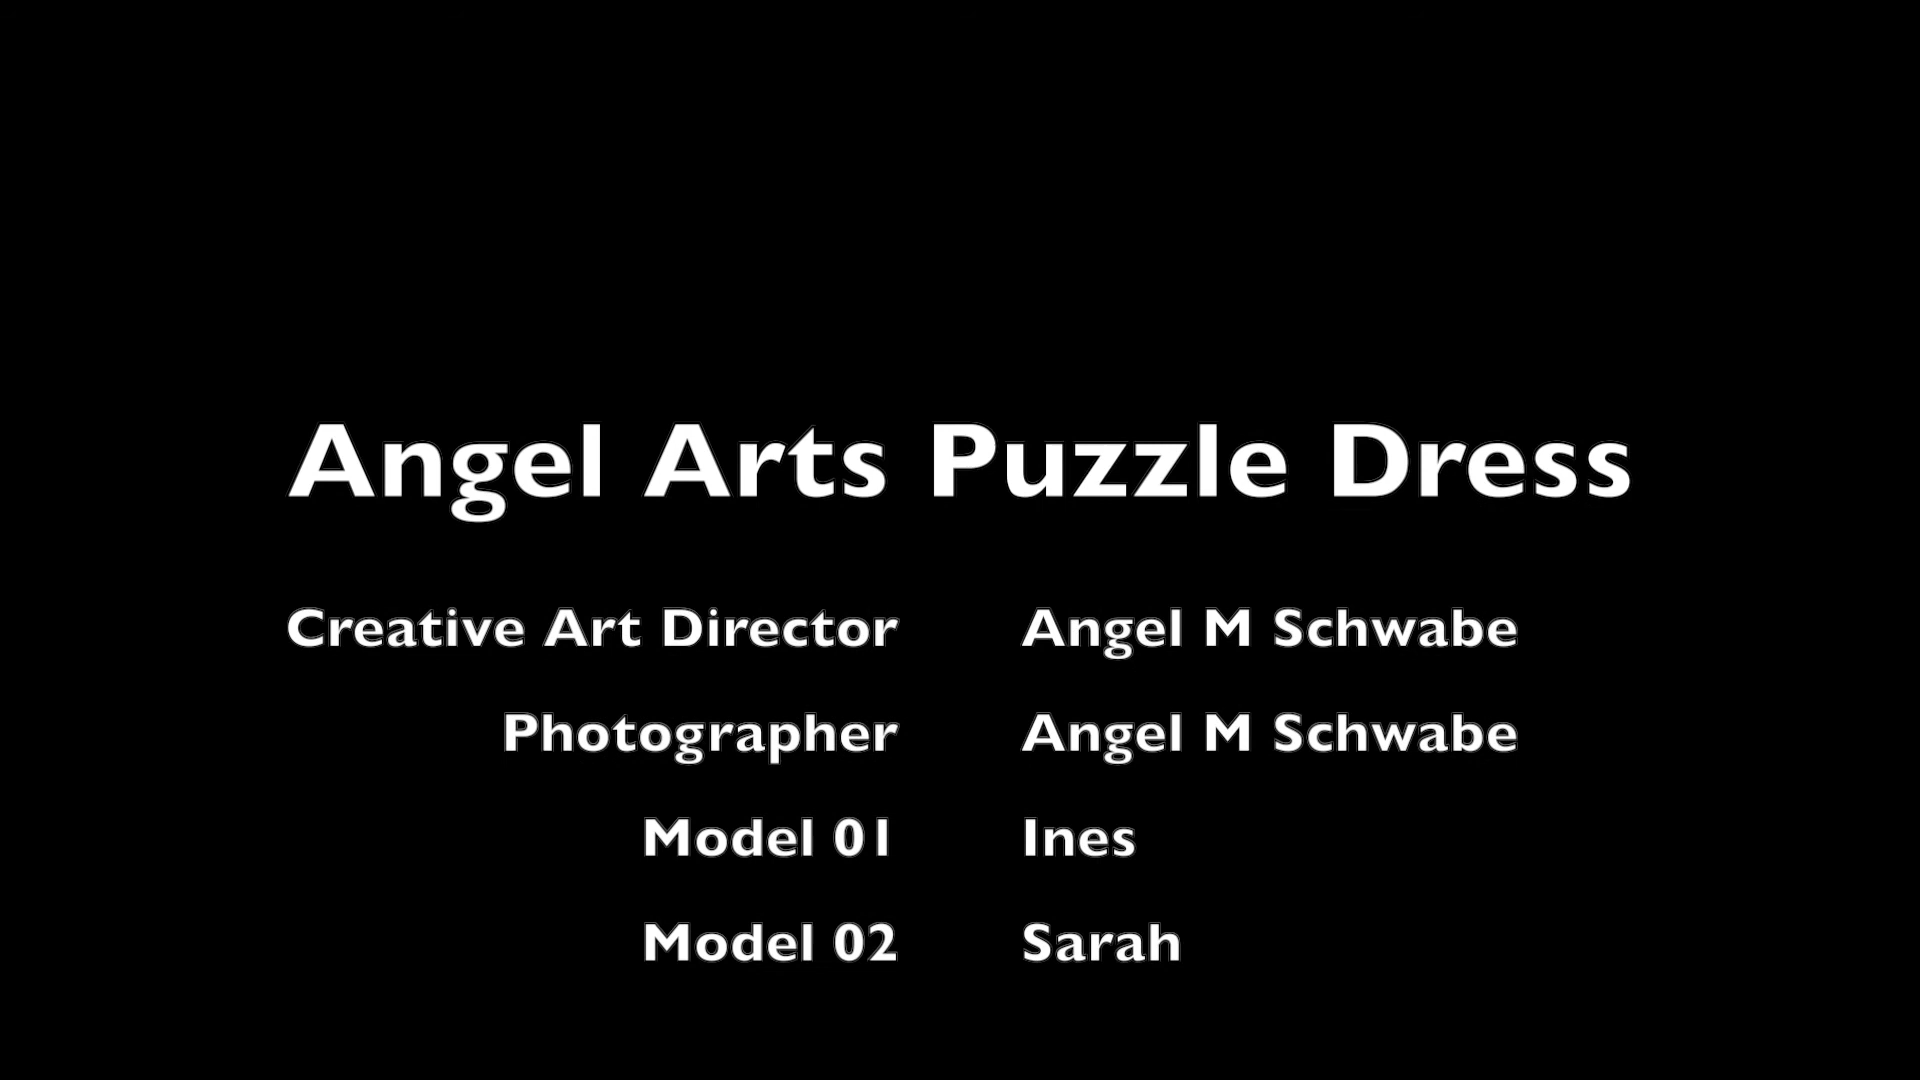 Angel Arts Puzzle Dress
Creative Art Director Angel M Schwabe
Photographer Angel M Schwabe
Model 01 Ines
Model 02 Sarah